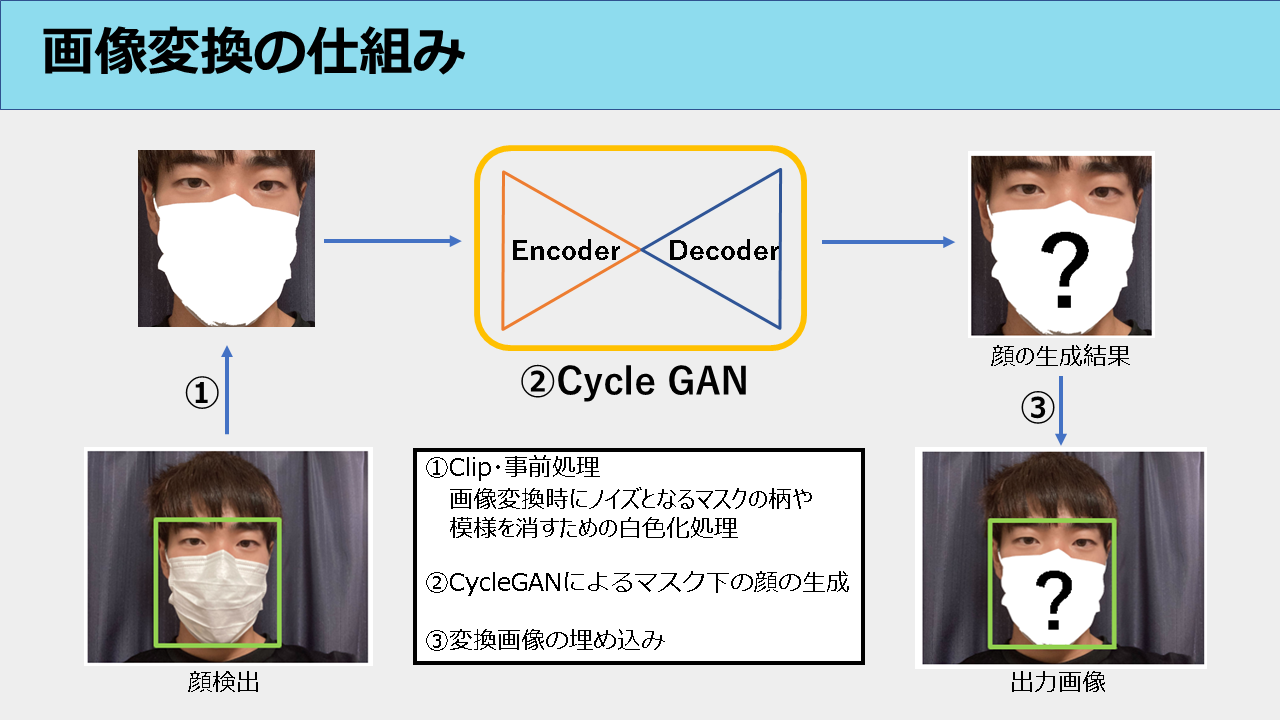 画像変換の仕組み
Encoder
Decoder
②Cycle GAN
?
顔の生成結果
①
③
①Clip・事前処理
画像変換時にノイズとなるマスクの柄や
模様を消すための白色化処理
②CycleGANによるマスク下の顔の生成
③変換画像の埋め込み
?
顔検出
出力画像